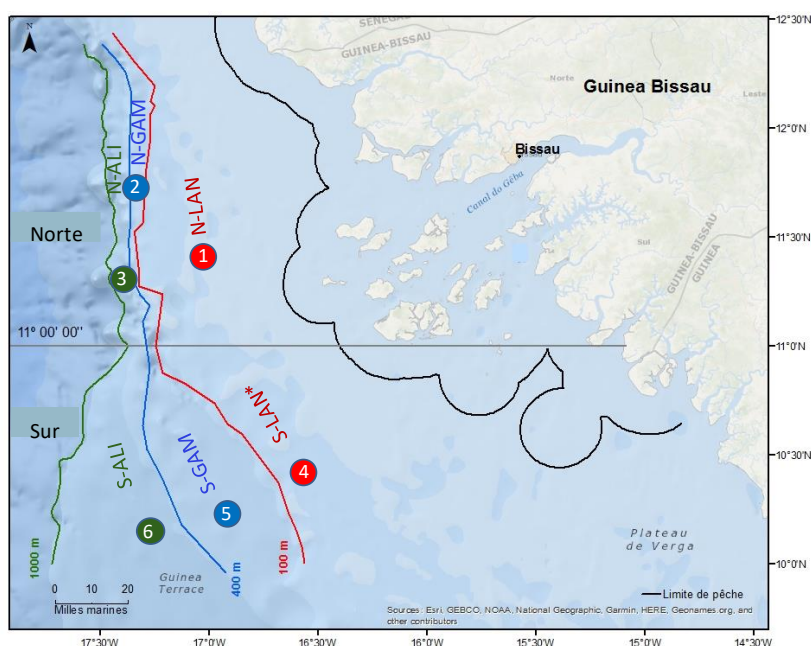 12°30'N
SENEGAL
GUINEA-BISSAU
N
Norte
Guinea Bissau
12°0'N
Bissau
Canal do Gêba
N-ALI
N-GAM
2
N-LAN
11°30'N
Sul
GUINEA-BISSAU
GUINEA
Norte
1
3
11° 00' 00''
11°0'N
Sur
S-LAN*
S-ALI
S-GAM
4
10°30'N
5
6
Plateau
de Verga
1000 m
400 m
100 m
10°0'N
Guinea
Terrace
0 10 20
Milles marines
Limite de pêche
Sources: Esri, GEBCO, NOAA, National Geographic, Garmin, HERE, Geonames.org, and
other contributors
17°30'W 17°0'W 16°30'W 16°0'W 15°30'W 15°0'W 14°30'W